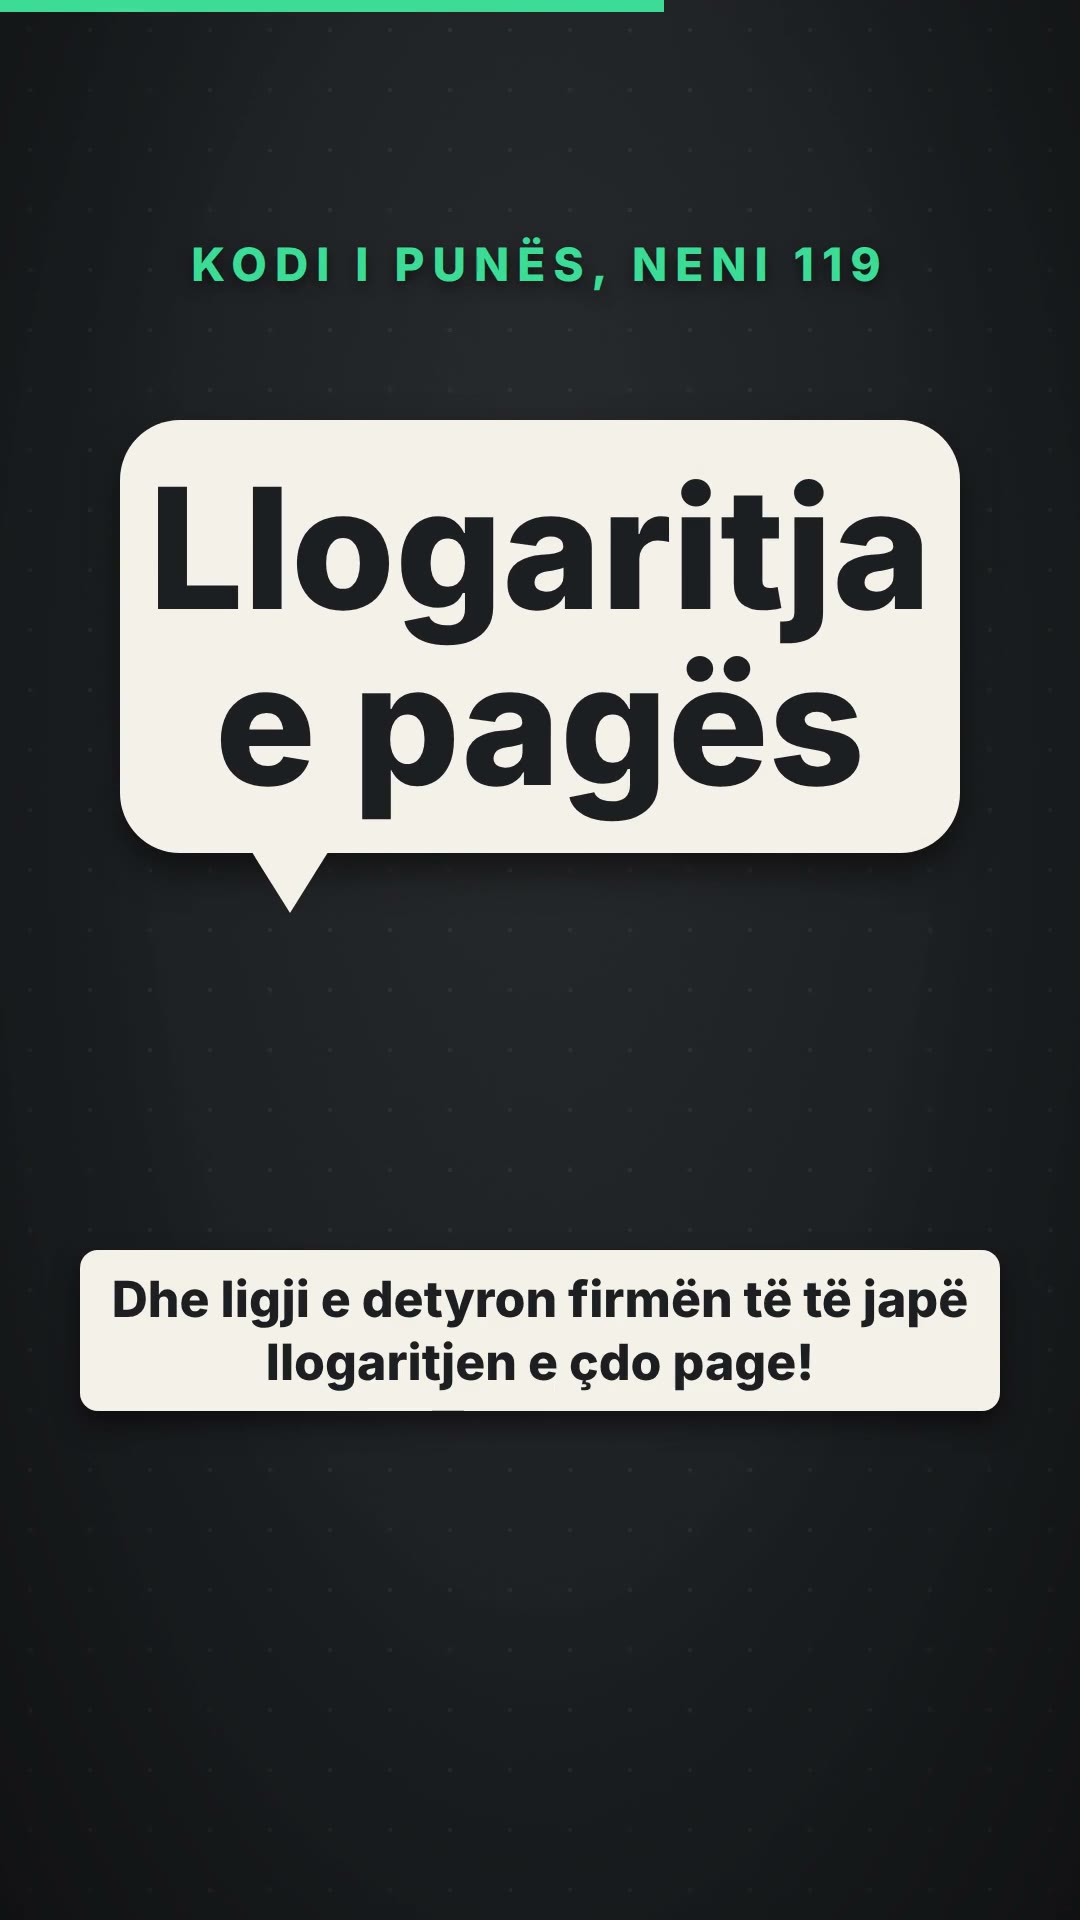 KODI I PUNËS, NENI 119
Llogaritja
e pagës
Dhe ligji e detyron firmën të të japë
llogaritjen e çdo page!